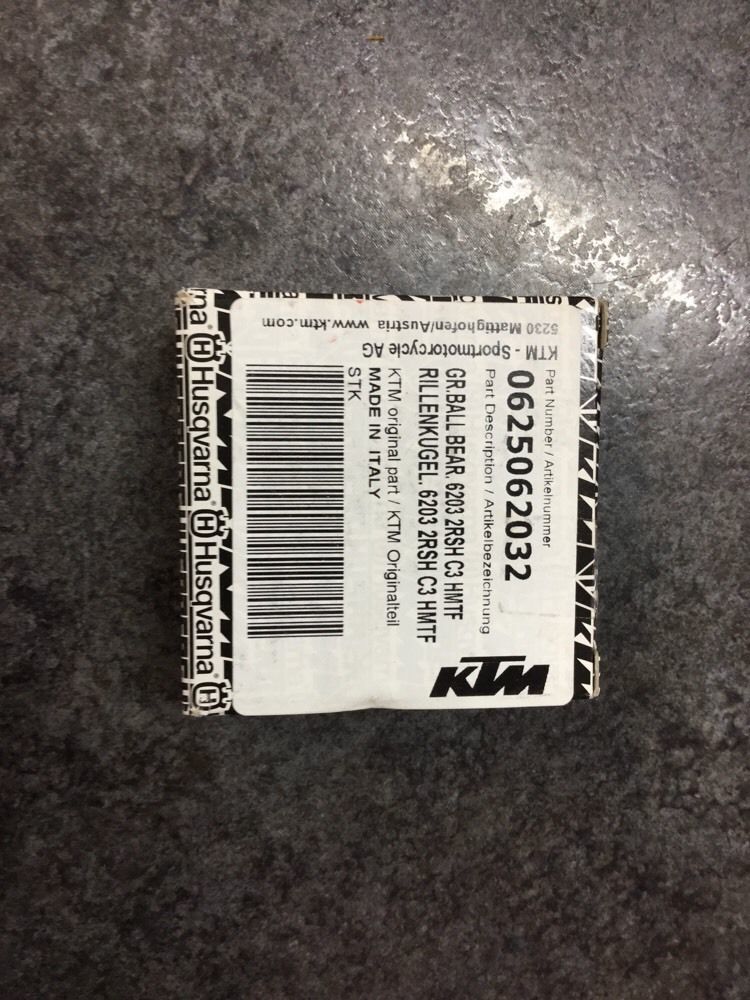 Part Number / Artikelnummer
0625062032
Part Description / Artikelbezeichnung
GR.BALL BEAR. 6203 2RSH C3 HMTF
RILLENKUGEL. 6203 2RSH C3 HMTF
KTM original part / KTM Originalteil
MADE IN ITALY
STK
KTM
KTM - Sportmotorcycle AG
5230 Mattighofen/Austria www.ktm.com
Husqvarna Husqvarna